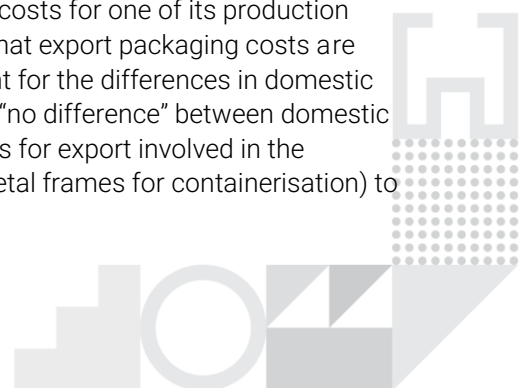 costs for one of its production
hat export packaging costs are
t for the differences in domestic
“no difference” between domestic
s for export involved in the
etal frames for containerisation) to